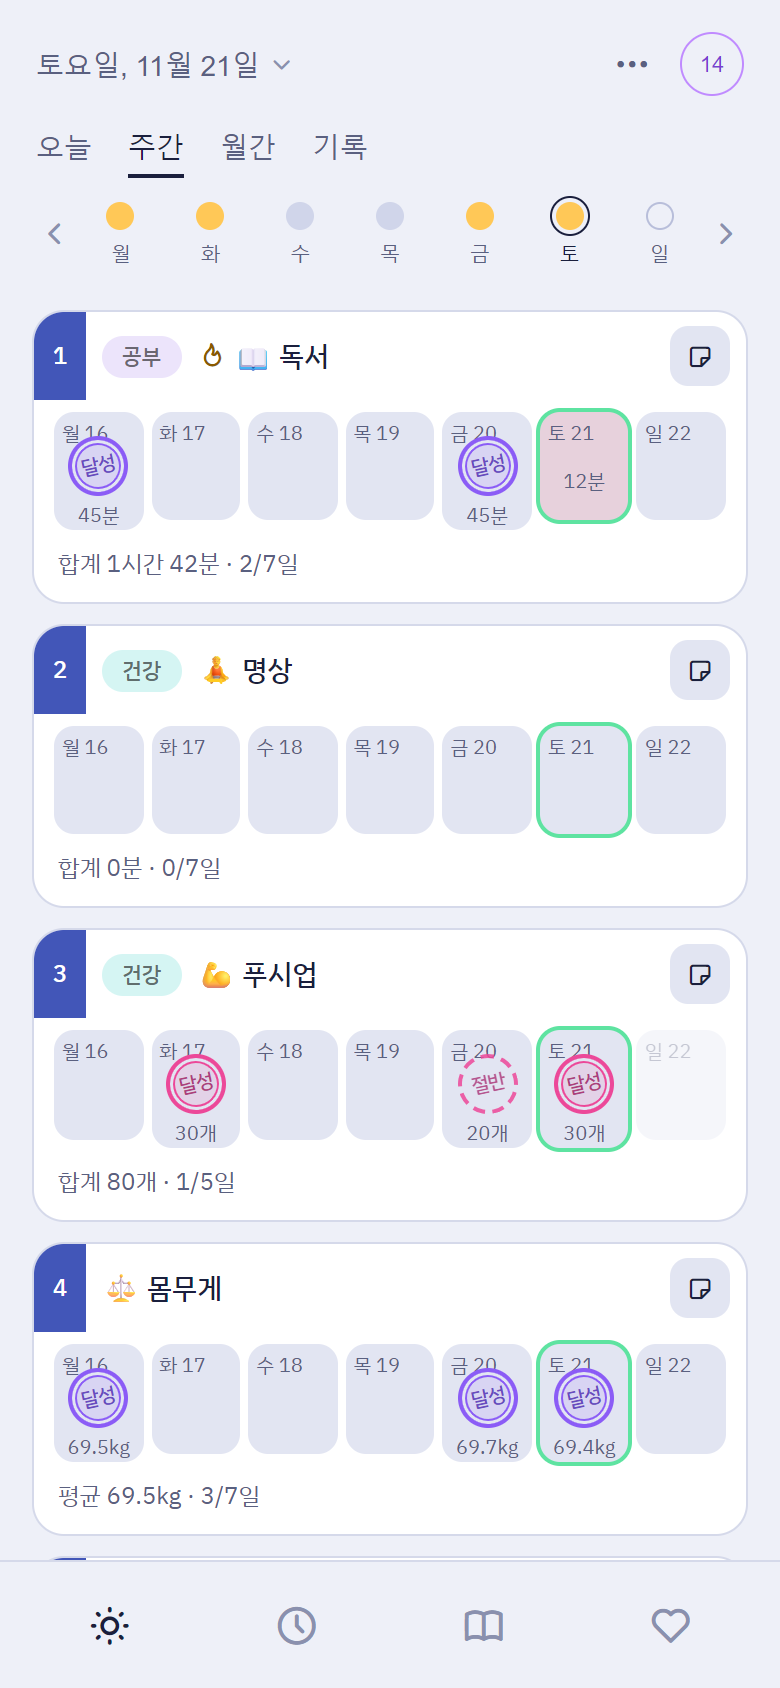 토요일, 11월 21일
14
오늘 주간 월간 기록
월 화 수 목 금 토 일
1 공부 독서
월 16 화 17 수 18 목 19 금 20 토 21 일 22
달성 달성 12분
45분 45분
합계 1시간 42분 · 2/7일
2 건강 명상
월 16 화 17 수 18 목 19 금 20 토 21 일 22
합계 0분 · 0/7일
3 건강 푸시업
월 16 화 17 수 18 목 19 금 20 토 21 일 22
달성 절반 달성
30개 20개 30개
합계 80개 · 1/5일
4 몸무게
월 16 화 17 수 18 목 19 금 20 토 21 일 22
달성 달성 달성
69.5kg 69.7kg 69.4kg
평균 69.5kg · 3/7일